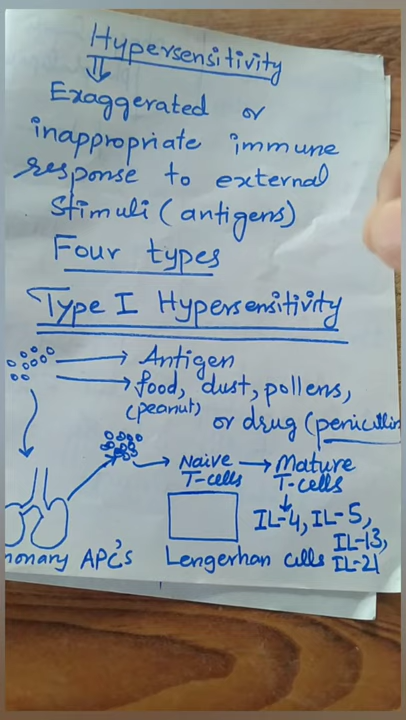 Hypersensitivity
Exaggerated or
inappropriate immune
response to external
Stimuli (antigens)
Four types
Type I Hypersensitivity
Antigen
food, dust, pollens,
(peanut)
or drug (penicillin
Naive
T-cells
Mature
T-cells
IL-4, IL-5,
IL-13,
IL-21
monary APC's
Lengerhan cells